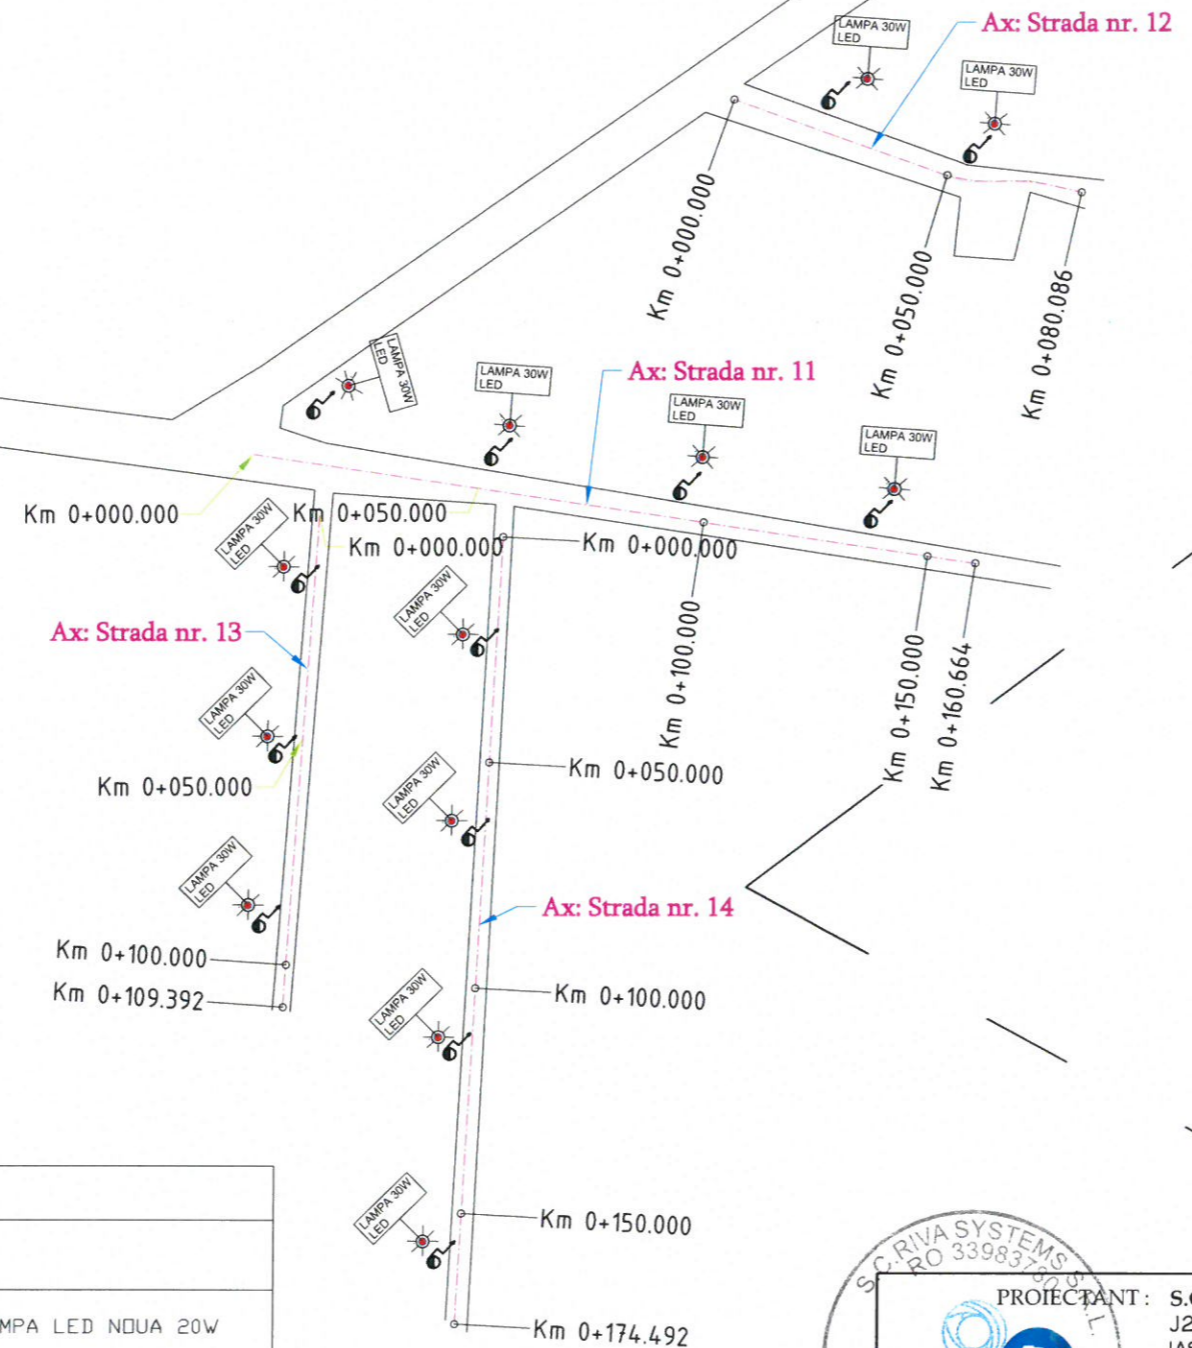 LAMPA 30W
LED
Ax: Strada nr. 12
LAMPA 30W
LED
Km 0+000.000
Km 0+050.000
Km 0+080.086
LAMPA 30W
LED
LAMPA 30W
LED
Ax: Strada nr. 11
LAMPA 30W
LED
LAMPA 30W
LED
Km 0+000.000
Km 0+050.000
Km 0+000.000
Km 0+000.000
LAMPA 30W
LED
LAMPA 30W
LED
Km 0+100.000
Km 0+150.000
Km 0+160.664
Ax: Strada nr. 13
LAMPA 30W
LED
Km 0+050.000
Km 0+050.000
LAMPA 30W
LED
LAMPA 30W
LED
Ax: Strada nr. 14
Km 0+100.000
Km 0+109.392
Km 0+100.000
LAMPA 30W
LED
LAMPA 30W
LED
Km 0+150.000
Km 0+174.492
MPA LED NOUA 20W
S.C. RIVA SYSTEMS S.R.L.
RO 33983780
PROIECTANT : S.
J2